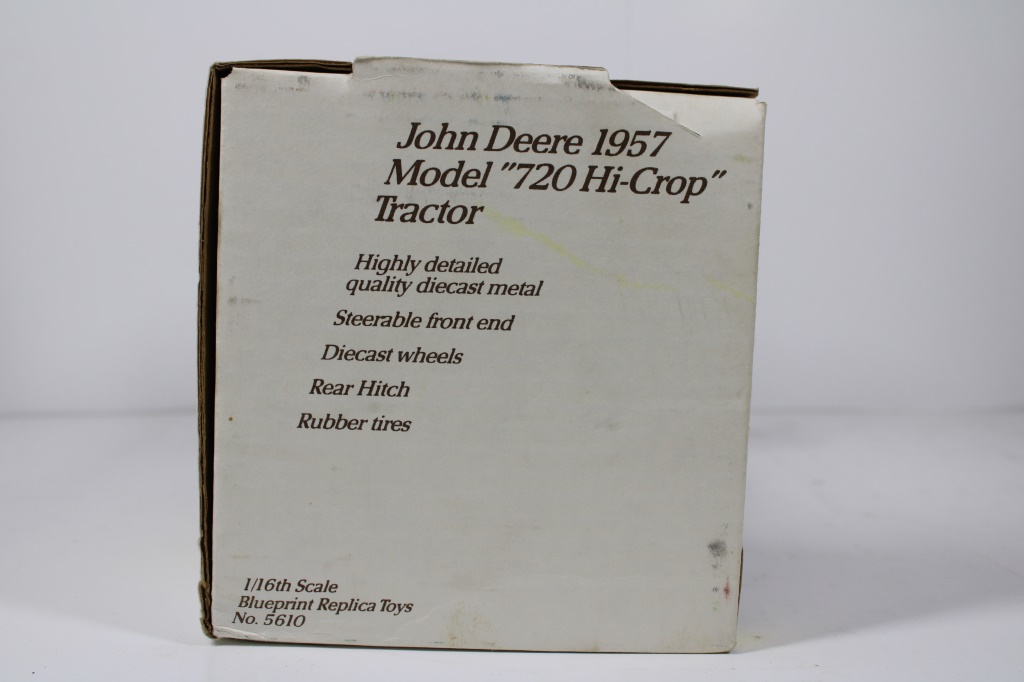 John Deere 1957
Model "720 Hi-Crop"
Tractor
Highly detailed
quality diecast metal
Steerable front end
Diecast wheels
Rear Hitch
Rubber tires
1/16th Scale
Blueprint Replica Toys
No. 5610